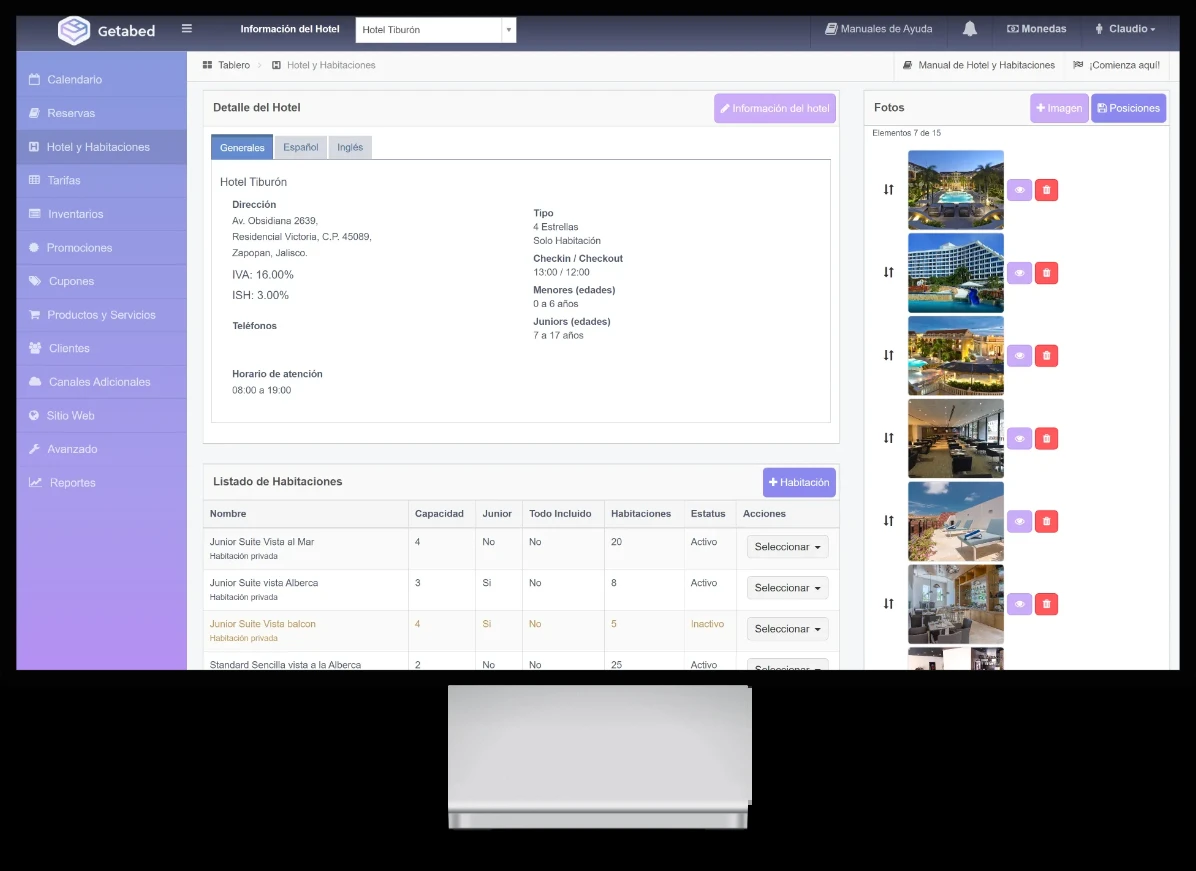 Getabed
Información del Hotel
Hotel Tiburón
Manuales de Ayuda
Monedas
Claudio
Calendario
Reservas
Hotel y Habitaciones
Tarifas
Inventarios
Promociones
Cupones
Productos y Servicios
Clientes
Canales Adicionales
Sitio Web
Avanzado
Reportes
Tablero
Hotel y Habitaciones
Manual de Hotel y Habitaciones
¡Comienza aquí!
Detalle del Hotel
Información del hotel
Generales
Español
Inglés
Hotel Tiburón
Dirección
Av. Obsidiana 2639,
Residencial Victoria, C.P. 45089,
Zapopan, Jalisco.
IVA: 16.00%
ISH: 3.00%
Teléfonos
Horario de atención
08:00 a 19:00
Tipo
4 Estrellas
Solo Habitación
Checkin / Checkout
13:00 / 12:00
Menores (edades)
0 a 6 años
Juniors (edades)
7 a 17 años
Listado de Habitaciones
Habitación
Nombre Capacidad Junior Todo Incluido Habitaciones Estatus Acciones
Junior Suite Vista al Mar 4 No No 20 Activo Seleccionar
Habitación privada
Junior Suite vista Alberca 3 Si No 8 Activo Seleccionar
Habitación privada
Junior Suite Vista balcon 4 Si No 5 Inactivo Seleccionar
Habitación privada
Standard Sencilla vista a la Alberca 2 No No 25 Activo Seleccionar
Fotos
Imagen
Posiciones
Elementos 7 de 15